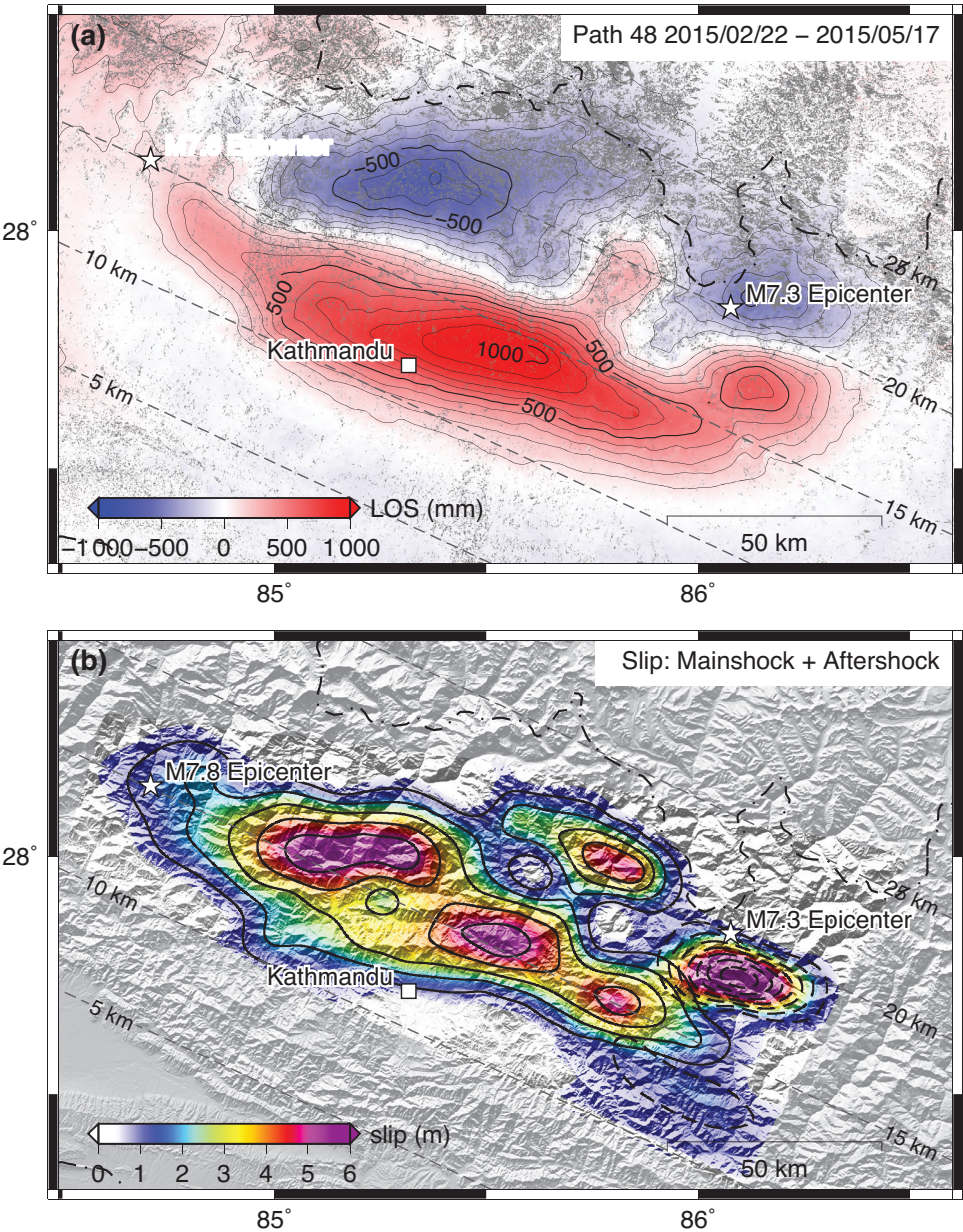 (a)
Path 48 2015/02/22 – 2015/05/17
−500
28°
−500
25 km
10 km
M7.3 Epicenter
500
500
Kathmandu
1000
20 km
5 km
500
15 km
LOS (mm)
−1000 −500 0 500 1000
50 km
85° 86°
(b)
Slip: Mainshock + Aftershock
M7.8 Epicenter
28°
10 km
25 km
M7.3 Epicenter
Kathmandu
5 km
20 km
15 km
slip (m)
0 1 2 3 4 5 6
50 km
85° 86°